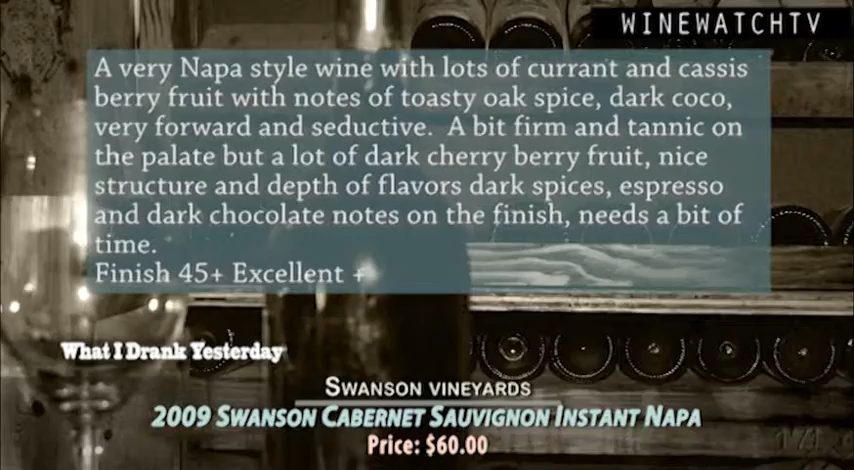 WINEWATCHTV
A very Napa style wine with lots of currant and cassis
berry fruit with notes of toasty oak spice, dark coco,
very forward and seductive.  A bit firm and tannic on
the palate but a lot of dark cherry berry fruit, nice
structure and depth of flavors dark spices, espresso
and dark chocolate notes on the finish, needs a bit of
time.
Finish 45+ Excellent +
What I Drank Yesterday
SWANSON VINEYARDS
2009 SWANSON CABERNET SAUVIGNON INSTANT NAPA
Price: $60.00